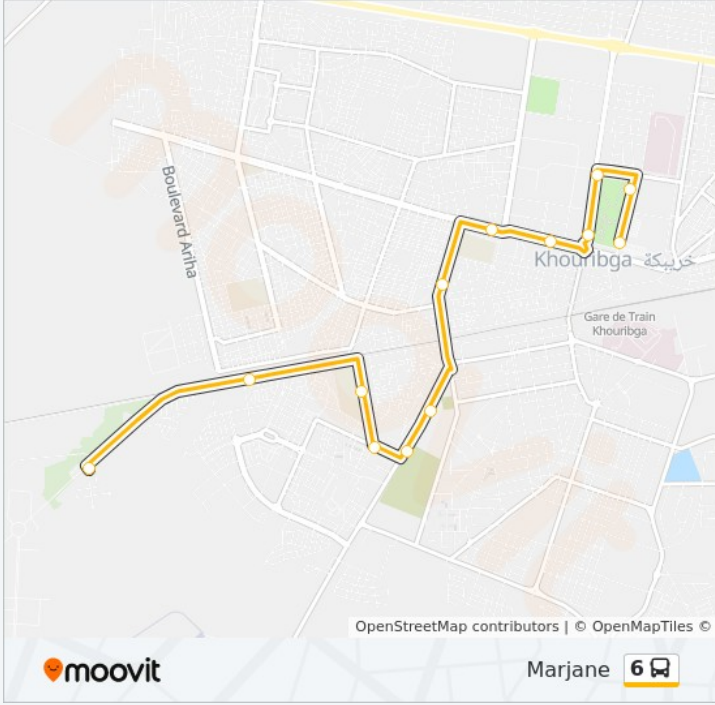 Boulevard Ariha
Khouribga خريبكة
Gare de Train
Khouribga
OpenStreetMap contributors | © OpenMapTiles ©
moovit
Marjane 6